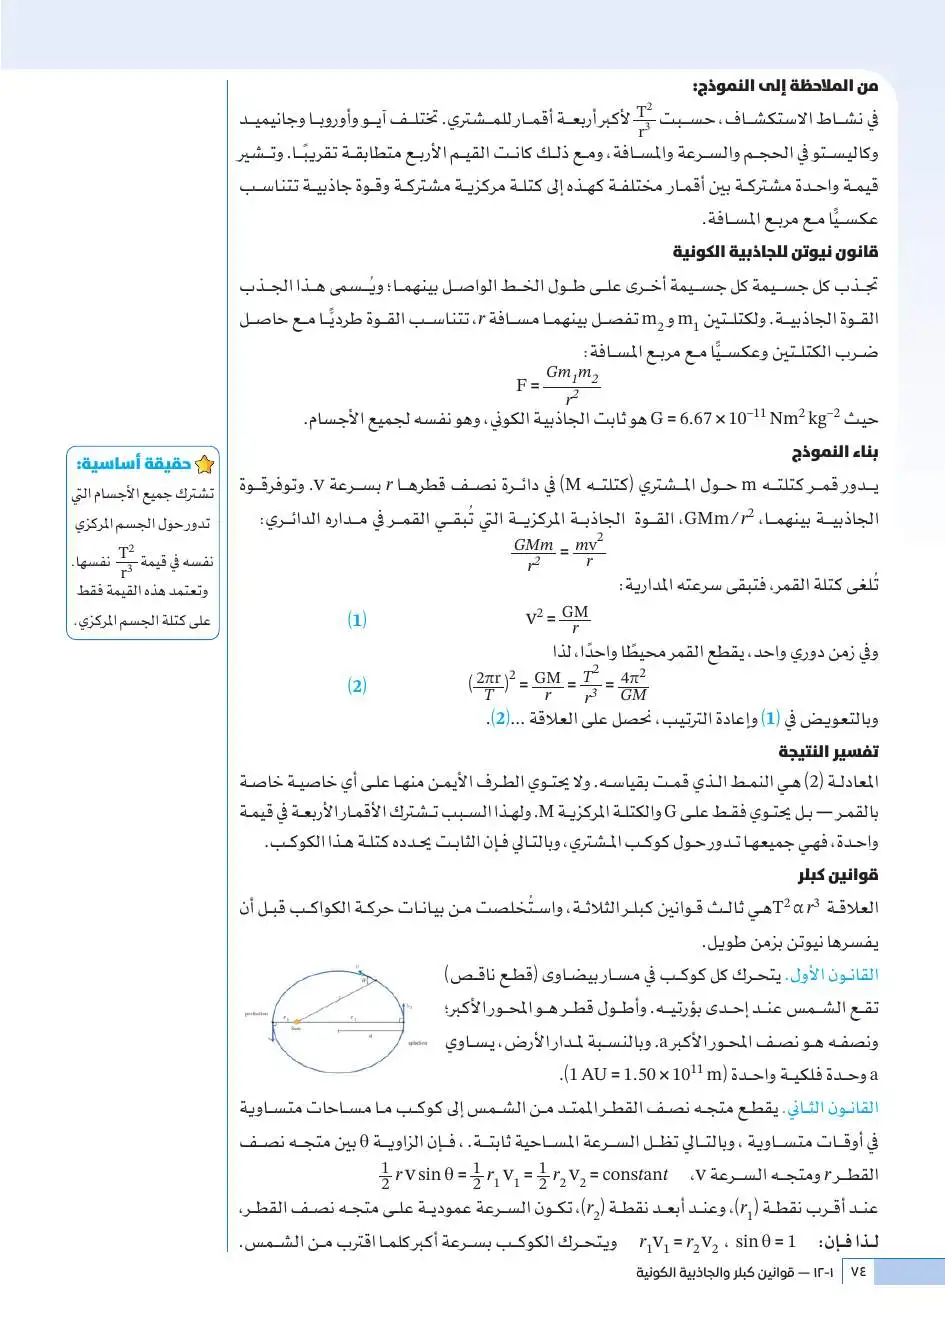 من الملاحظة إلى النموذج:
في نشاط الاستكشاف، حسبت T²/r³ لأكبر أربعة أقمار للمشتري. تختلف آيو وأوروبا وجانيميد
وكاليستو في الحجم والسرعة والمسافة، ومع ذلك كانت القيم الأربع متطابقة تقريبًا. وتشير
قيمة واحدة مشتركة بين أقمار مختلفة كهذه إلى كتلة مركزية مشتركة وقوة جاذبية تتناسب
عكسيًّا مع مربع المسافة.
قانون نيوتن للجاذبية الكونية
تجذب كل جسيمة كل جسيمة أخرى على طول الخط الواصل بينهما؛ ويُسمى هذا الجذب
القوة الجاذبية. ولكتلتين m₁ و m₂ تفصل بينهما مسافة r، تتناسب القوة طرديًّا مع حاصل
ضرب الكتلتين وعكسيًّا مع مربع المسافة:
F = Gm₁m₂/r²
حيث G = 6.67 × 10⁻¹¹ Nm² kg⁻² هو ثابت الجاذبية الكوني، وهو نفسه لجميع الأجسام.
بناء النموذج
يدور قمر كتلته m حول المشتري (كتلته M) في دائرة نصف قطرها r بسرعة v. وتوفر قوة
الجاذبية بينهما، GMm/r²، القوة الجاذبة المركزية التي تُبقي القمر في مداره الدائري:
GMm/r² = mv²/r
تُلغى كتلة القمر، فتبقى سرعته المدارية:
V² = GM/r (1)
وفي زمن دوري واحد، يقطع القمر محيطًا واحدًا، لذا
(2πr/T)² = GM/r = T²/r³ = 4π²/GM (2)
وبالتعويض في (1) وإعادة الترتيب، نحصل على العلاقة ...(2).
تفسير النتيجة
المعادلة (2) هي النمط الذي قمت بقياسه. ولا يحتوي الطرف الأيمن منها على أي خاصية خاصة
بالقمر — بل يحتوي فقط على G والكتلة المركزية M. ولهذا السبب تشترك الأقمار الأربعة في قيمة
واحدة، فهي جميعها تدور حول كوكب المشتري، وبالتالي فإن الثابت يحدده كتلة هذا الكوكب.
قوانين كبلر
العلاقة T² α r³ هي ثالث قوانين كبلر الثلاثة، واستُخلصت من بيانات حركة الكواكب قبل أن
يفسرها نيوتن بزمن طويل.
القانون الأول. يتحرك كل كوكب في مسار بيضاوى (قطع ناقص)
تقع الشمس عند إحدى بؤرتيه. وأطول قطر هو المحور الأكبر؛
ونصفه هو نصف المحور الأكبر a. وبالنسبة لمدار الأرض، يساوي
a وحدة فلكية واحدة (1 AU = 1.50 × 10¹¹ m).
perihelion
r₁
Sun
r
a
aphelion
القانون الثاني. يقطع متجه نصف القطر الممتد من الشمس إلى كوكب ما مساحات متساوية
في أوقات متساوية ، وبالتالي تظل السرعة المساحية ثابتة. ، فإن الزاوية θ بين متجه نصف
القطر r ومتجه السرعة v، ½ r v sin θ = ½ r₁ v₁ = ½ r₂ v₂ = constant
عند أقرب نقطة (r₁)، وعند أبعد نقطة (r₂)، تكون السرعة عمودية على متجه نصف القطر،
لذا فإن: sin θ = 1 ، r₁v₁ = r₂v₂ ويتحرك الكوكب بسرعة أكبر كلما اقترب من الشمس.
حقيقة أساسية:
تشترك جميع الأجسام التي
تدور حول الجسم المركزي
نفسه في قيمة T²/r³ نفسها.
وتعتمد هذه القيمة فقط
على كتلة الجسم المركزي.
٧٤ ١-١٢ — قوانين كبلر والجاذبية الكونية